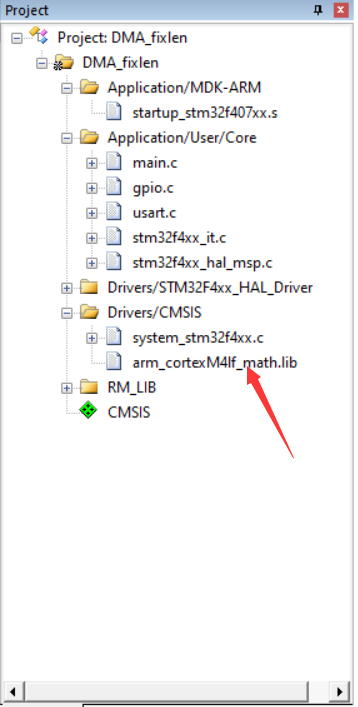 Project
Project: DMA_fixlen
DMA_fixlen
Application/MDK-ARM
startup_stm32f407xx.s
Application/User/Core
main.c
gpio.c
usart.c
stm32f4xx_it.c
stm32f4xx_hal_msp.c
Drivers/STM32F4xx_HAL_Driver
Drivers/CMSIS
system_stm32f4xx.c
arm_cortexM4lf_math.lib
RM_LIB
CMSIS